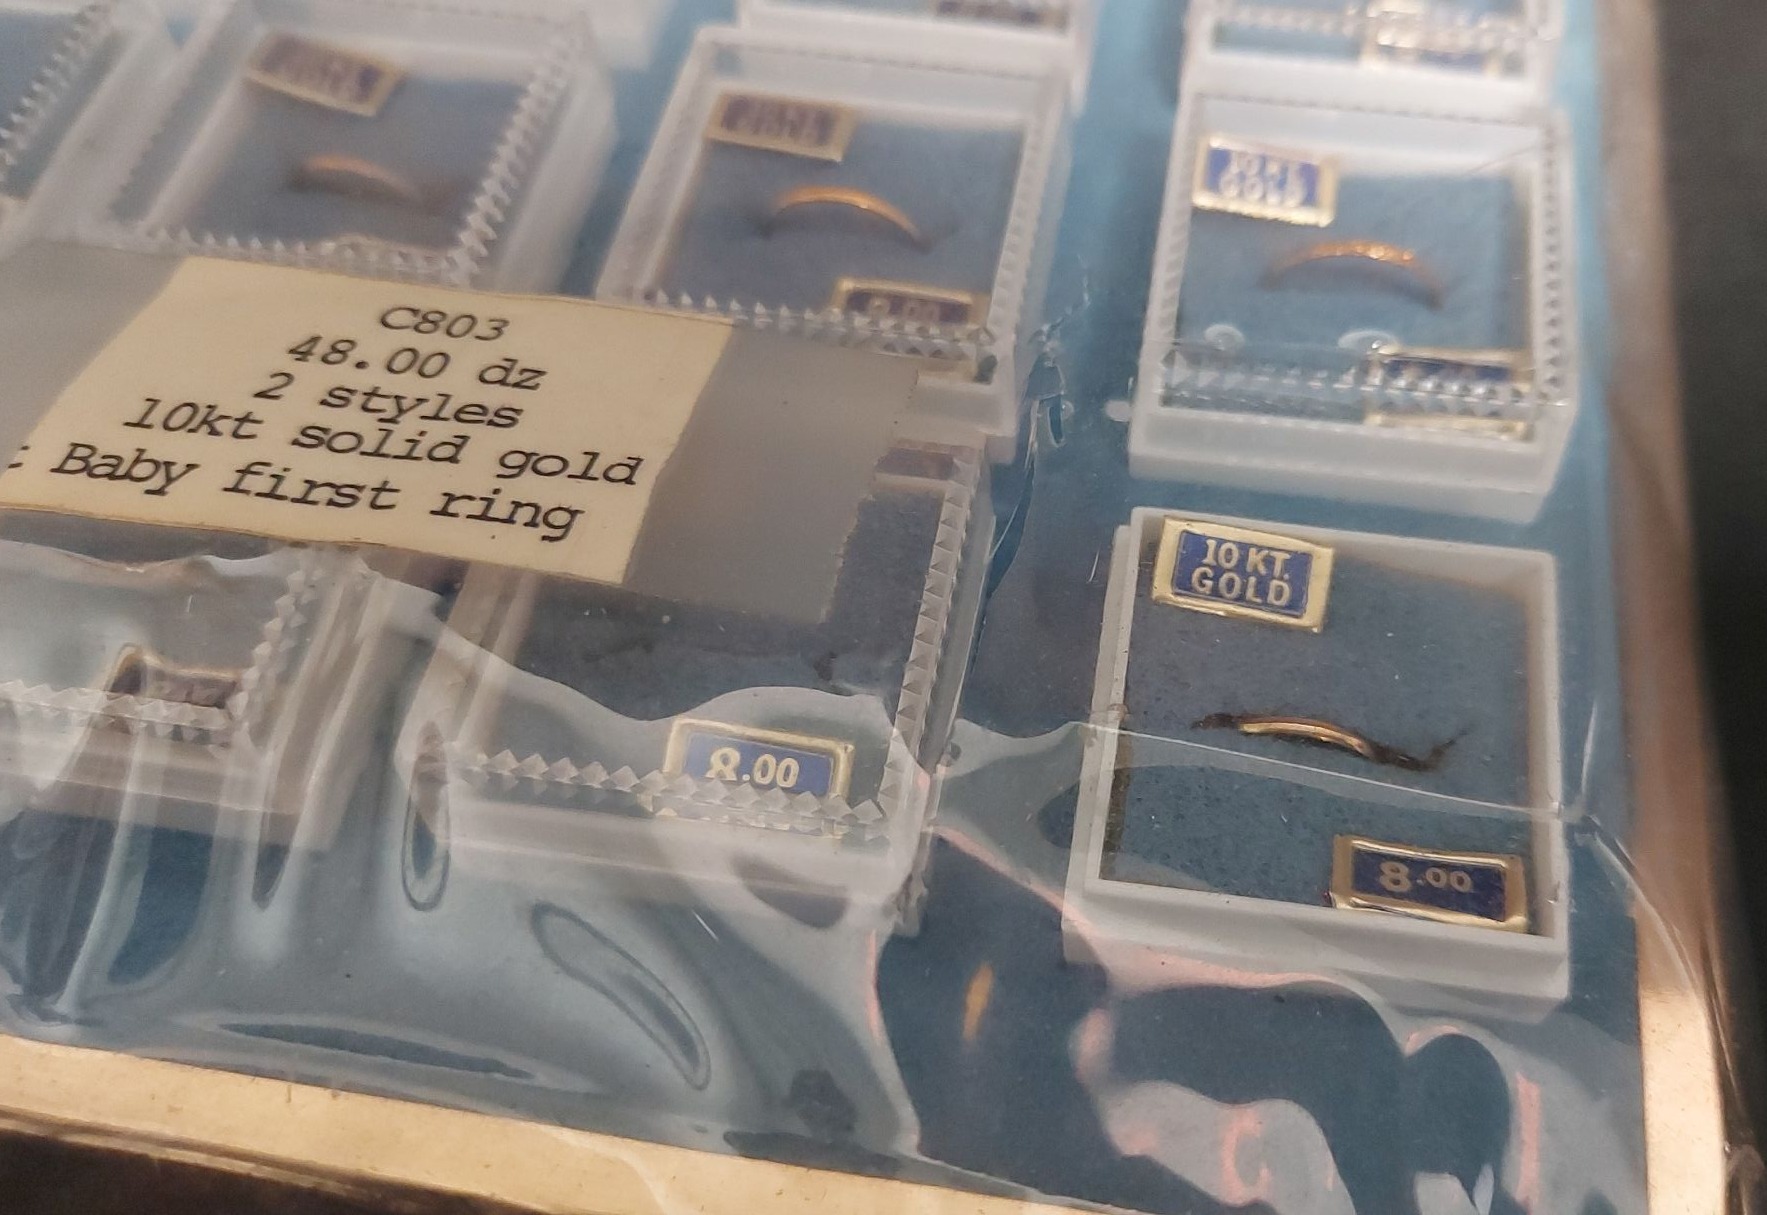 10 KT.
GOLD
C803
48.00 dz
2 styles
10kt solid gold
: Baby first ring
10 KT.
GOLD
8.00
8.00